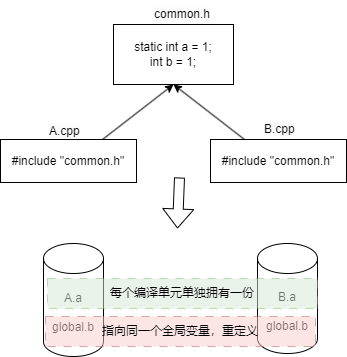 common.h
static int a = 1;
int b = 1;
A.cpp
B.cpp
#include "common.h"
#include "common.h"
A.a
每个编译单元单独拥有一份
B.a
global.b
指向同一个全局变量，重定义
global.b